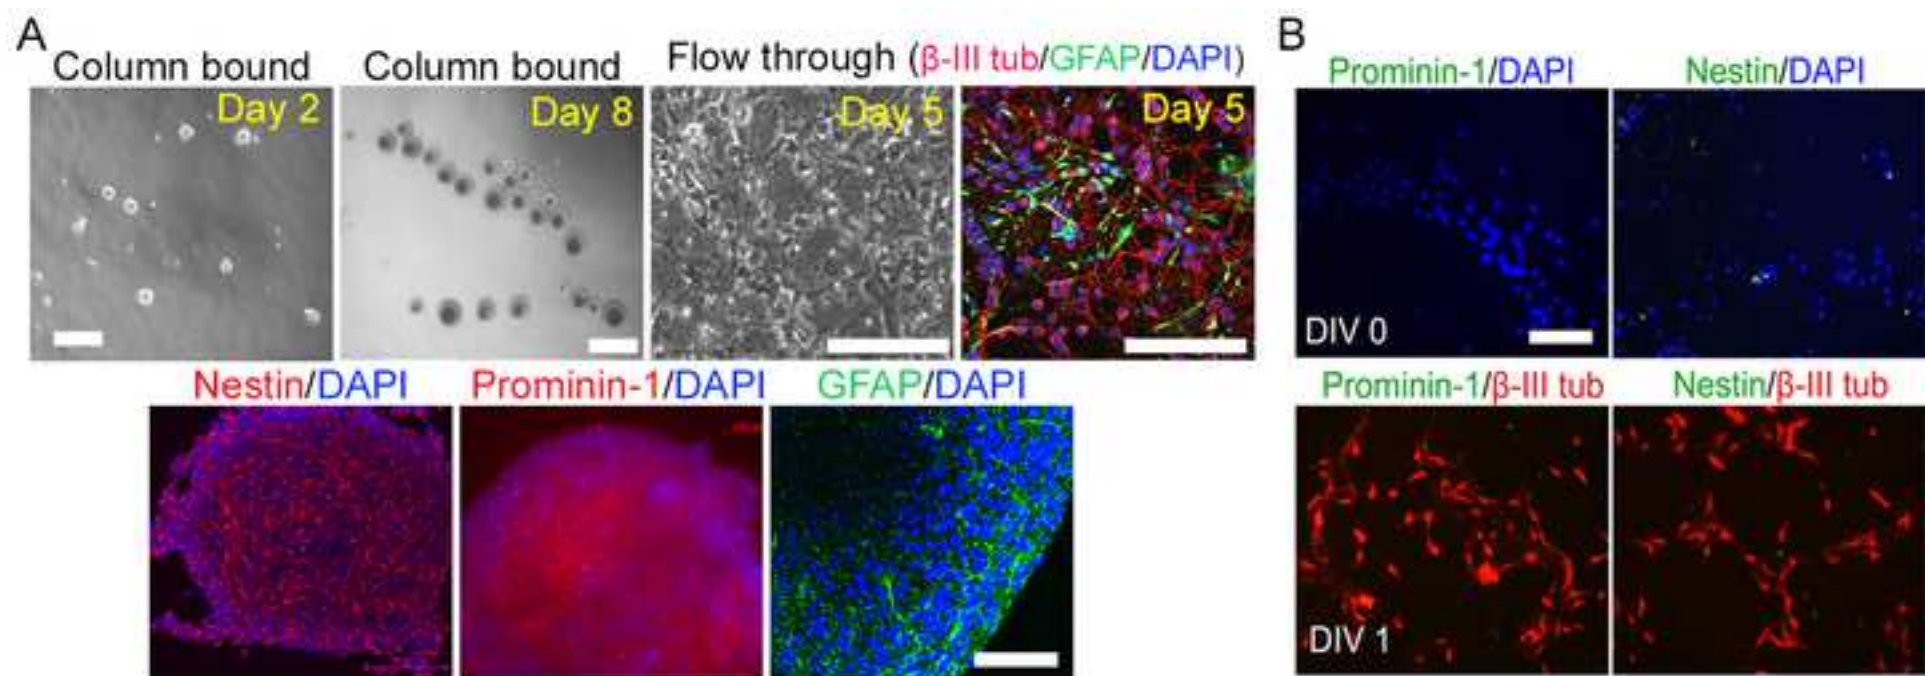 A
Column bound
Column bound
Flow through (β-III tub/GFAP/DAPI)
Day 2
Day 8
Day 5
Day 5
Nestin/DAPI
Prominin-1/DAPI
GFAP/DAPI
B
Prominin-1/DAPI
Nestin/DAPI
DIV 0
Prominin-1/β-III tub
Nestin/β-III tub
DIV 1